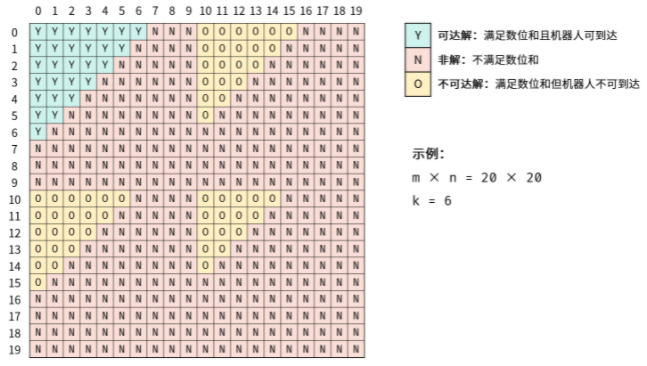 0 1 2 3 4 5 6 7 8 9 10 11 12 13 14 15 16 17 18 19
0 Y Y Y Y Y Y Y N N N O O O O O O N N N N
1 Y Y Y Y Y Y N N N N O O O O O N N N N N
2 Y Y Y Y Y N N N N N O O O O N N N N N N
3 Y Y Y Y N N N N N N O O O N N N N N N N
4 Y Y Y N N N N N N N O O N N N N N N N N
5 Y Y N N N N N N N N O N N N N N N N N N
6 Y N N N N N N N N N N N N N N N N N N N
7 N N N N N N N N N N N N N N N N N N N N
8 N N N N N N N N N N N N N N N N N N N N
9 N N N N N N N N N N N N N N N N N N N N
10 O O O O O O N N N N O O O O O N N N N N
11 O O O O O N N N N N O O O O N N N N N N
12 O O O O N N N N N N O O O N N N N N N N
13 O O O N N N N N N N O O N N N N N N N N
14 O O N N N N N N N N O N N N N N N N N N
15 O N N N N N N N N N N N N N N N N N N N
16 N N N N N N N N N N N N N N N N N N N N
17 N N N N N N N N N N N N N N N N N N N N
18 N N N N N N N N N N N N N N N N N N N N
19 N N N N N N N N N N N N N N N N N N N N
Y 可达解：满足数位和且机器人可到达
N 非解：不满足数位和
O 不可达解：满足数位和但机器人不可到达
示例：
m × n = 20 × 20
k = 6